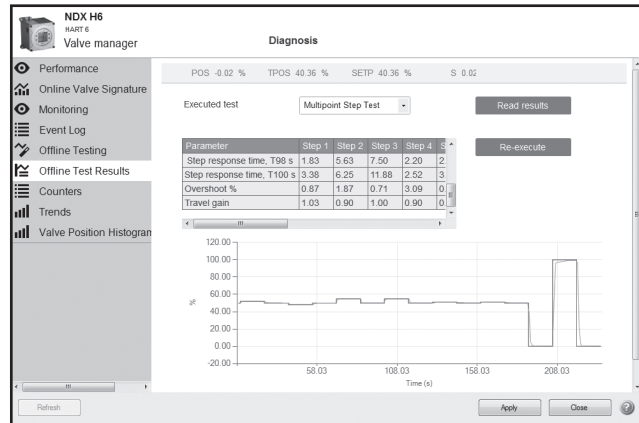 NDX H6
HART 6
Valve manager
Diagnosis
Performance
Online Valve Signature
Monitoring
Event Log
Offline Testing
Offline Test Results
Counters
Trends
Valve Position Histogran
POS -0.02 % TPOS 40.36 % SETP 40.36 % S 0.02
Executed test Multipoint Step Test Read results
Re-execute
Parameter Step 1 Step 2 Step 3 Step 4 S
Step response time, T98 s 1.83 5.63 7.50 2.20 2
Step response time, T100 s 3.38 6.25 11.88 2.52 3
Overshoot % 0.87 1.87 0.71 3.09 0
Travel gain 1.03 0.90 1.00 0.90 0
120.00
100.00
80.00
60.00
40.00
20.00
0.00
-20.00
%
58.03 108.03 158.03 208.03
Time (s)
Refresh Apply Close ?